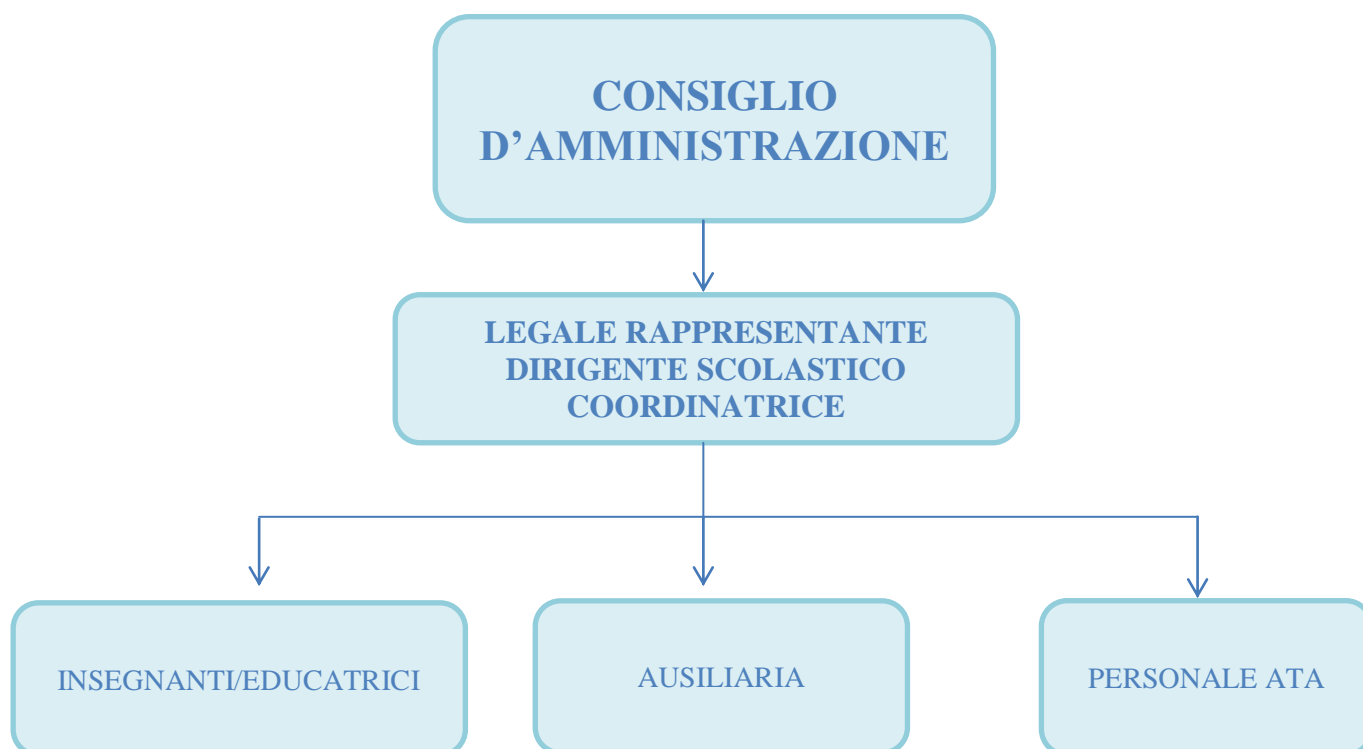 CONSIGLIO
D’AMMINISTRAZIONE
LEGALE RAPPRESENTANTE
DIRIGENTE SCOLASTICO
COORDINATRICE
INSEGNANTI/EDUCATRICI
AUSILIARIA
PERSONALE ATA